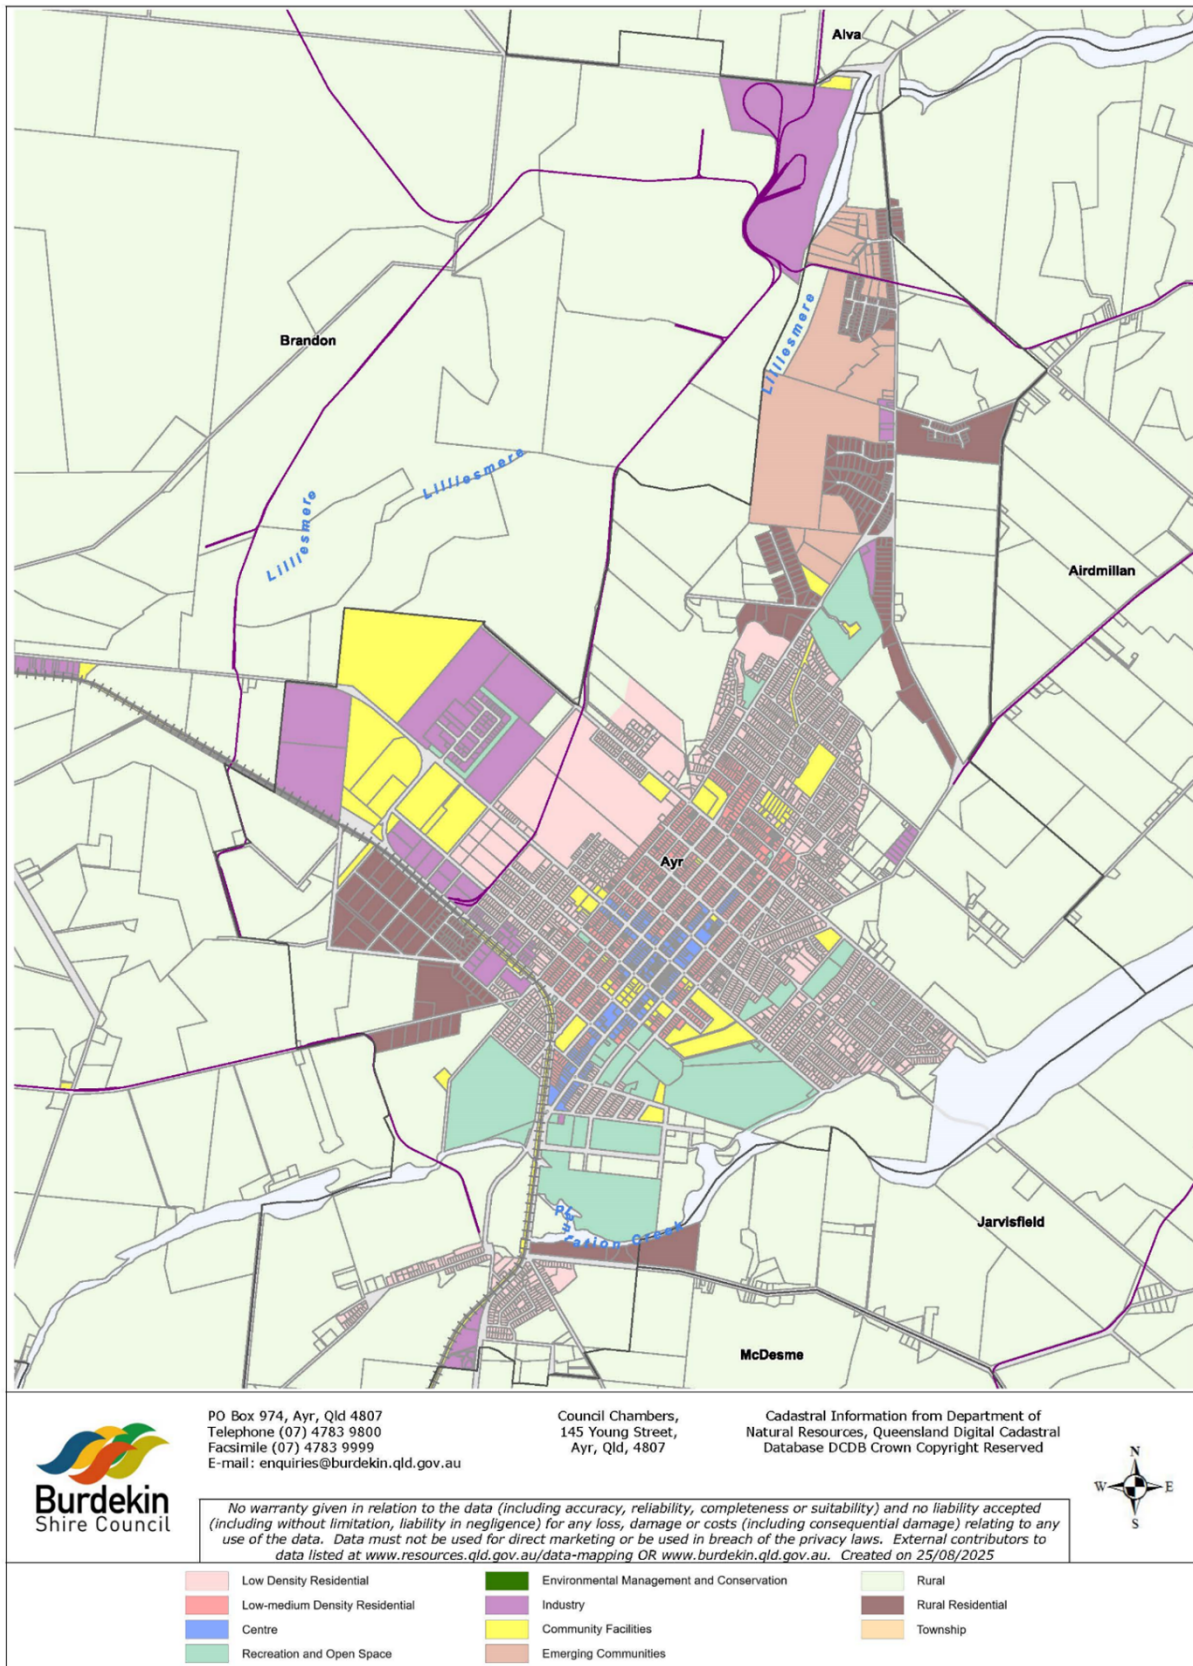 Alva
Lilliesmere
Brandon
Lilliesmere
Lilliesmere
Airdmillan
Ayr
Jarvisfield
Plantation Creek
McDesme
Burdekin
Shire Council
PO Box 974, Ayr, Qld 4807
Telephone (07) 4783 9800
Facsimile (07) 4783 9999
E-mail: enquiries@burdekin.qld.gov.au
Council Chambers,
145 Young Street,
Ayr, Qld, 4807
Cadastral Information from Department of
Natural Resources, Queensland Digital Cadastral
Database DCDB Crown Copyright Reserved
N
W E
S
No warranty given in relation to the data (including accuracy, reliability, completeness or suitability) and no liability accepted
(including without limitation, liability in negligence) for any loss, damage or costs (including consequential damage) relating to any
use of the data. Data must not be used for direct marketing or be used in breach of the privacy laws. External contributors to
data listed at www.resources.qld.gov.au/data-mapping OR www.burdekin.qld.gov.au. Created on 25/08/2025
Low Density Residential
Low-medium Density Residential
Centre
Recreation and Open Space
Environmental Management and Conservation
Industry
Community Facilities
Emerging Communities
Rural
Rural Residential
Township